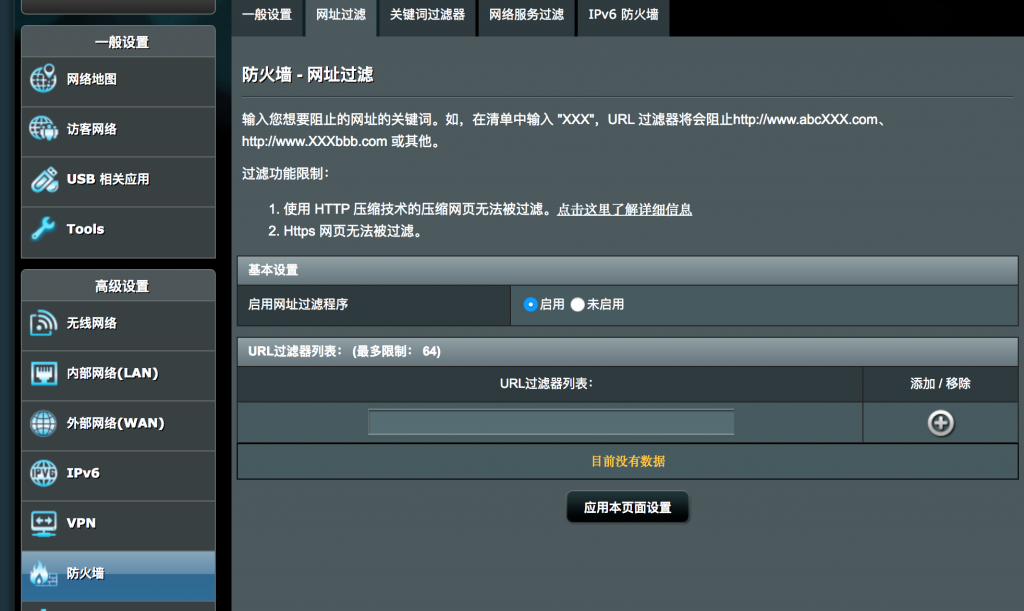 一般设置
网址过滤
关键词过滤器
网络服务过滤
IPv6 防火墙
一般设置
网络地图
访客网络
USB 相关应用
Tools
高级设置
无线网络
内部网络(LAN)
外部网络(WAN)
IPv6
VPN
防火墙
防火墙 - 网址过滤
输入您想要阻止的网址的关键词。如，在清单中输入 "XXX"，URL 过滤器将会阻止http://www.abcXXX.com、
http://www.XXXbbb.com 或其他。
过滤功能限制：
1. 使用 HTTP 压缩技术的压缩网页无法被过滤。点击这里了解详细信息
2. Https 网页无法被过滤。
基本设置
启用网址过滤程序
启用 未启用
URL过滤器列表： (最多限制： 64)
URL过滤器列表：
添加 / 移除
目前没有数据
应用本页面设置